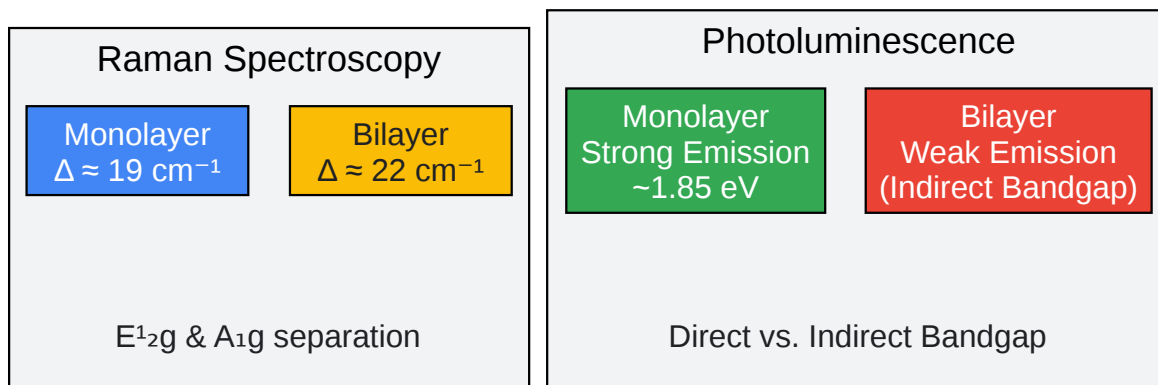 Raman Spectroscopy
Monolayer
Δ ≈ 19 cm⁻¹
Bilayer
Δ ≈ 22 cm⁻¹
E¹₂g & A₁g separation
Photoluminescence
Monolayer
Strong Emission
~1.85 eV
Bilayer
Weak Emission
(Indirect Bandgap)
Direct vs. Indirect Bandgap